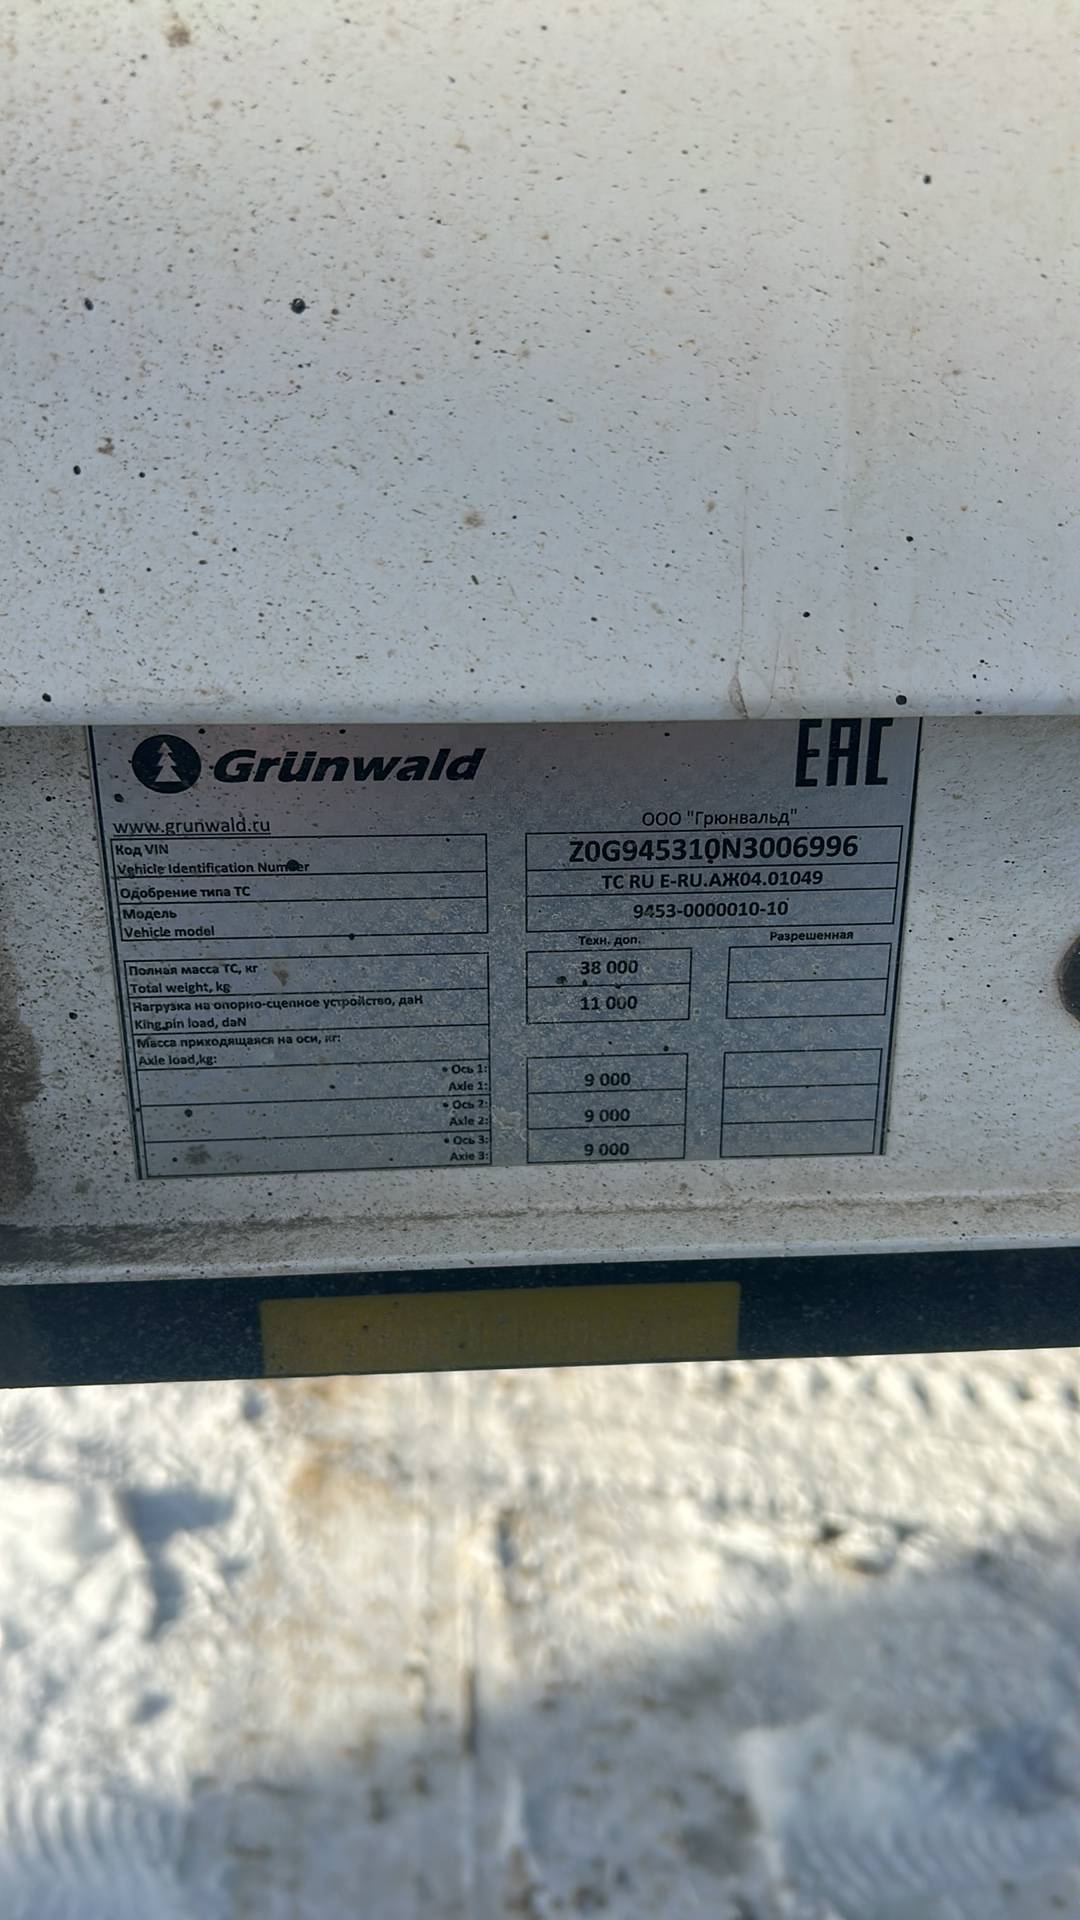 Grünwald
EAC
www.grunwald.ru
ООО "Грюнвальд"
Код VIN
Vehicle Identification Number
Z0G945310N3006996
Одобрение типа ТС
ТС RU E-RU.АЖ04.01049
Модель
Vehicle model
9453-0000010-10
Техн. доп.
Разрешенная
Полная масса ТС, кг
Total weight, kg
38 000
Нагрузка на опорно-сцепное устройство, даН
King pin load, daN
11 000
Масса приходящаяся на оси, кг:
Axle load,kg:
• Ось 1:
Axle 1:
9 000
• Ось 2:
Axle 2:
9 000
• Ось 3:
Axle 3:
9 000